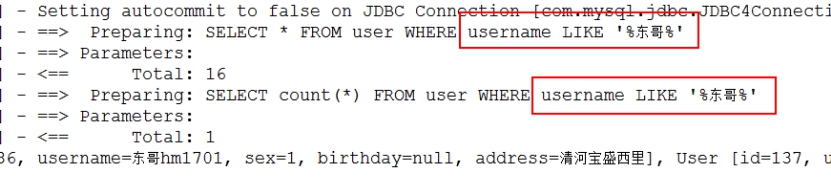 | - Setting autocommit to false on JDBC Connection [com.mysql.jdbc.JDBC4Connecti
| - ==>  Preparing: SELECT * FROM user WHERE username LIKE '%东哥%'
| - ==> Parameters:
| - <==      Total: 16
| - ==>  Preparing: SELECT count(*) FROM user WHERE username LIKE '%东哥%'
| - ==> Parameters:
| - <==      Total: 1
36, username=东哥hm1701, sex=1, birthday=null, address=清河宝盛西里], User [id=137, u